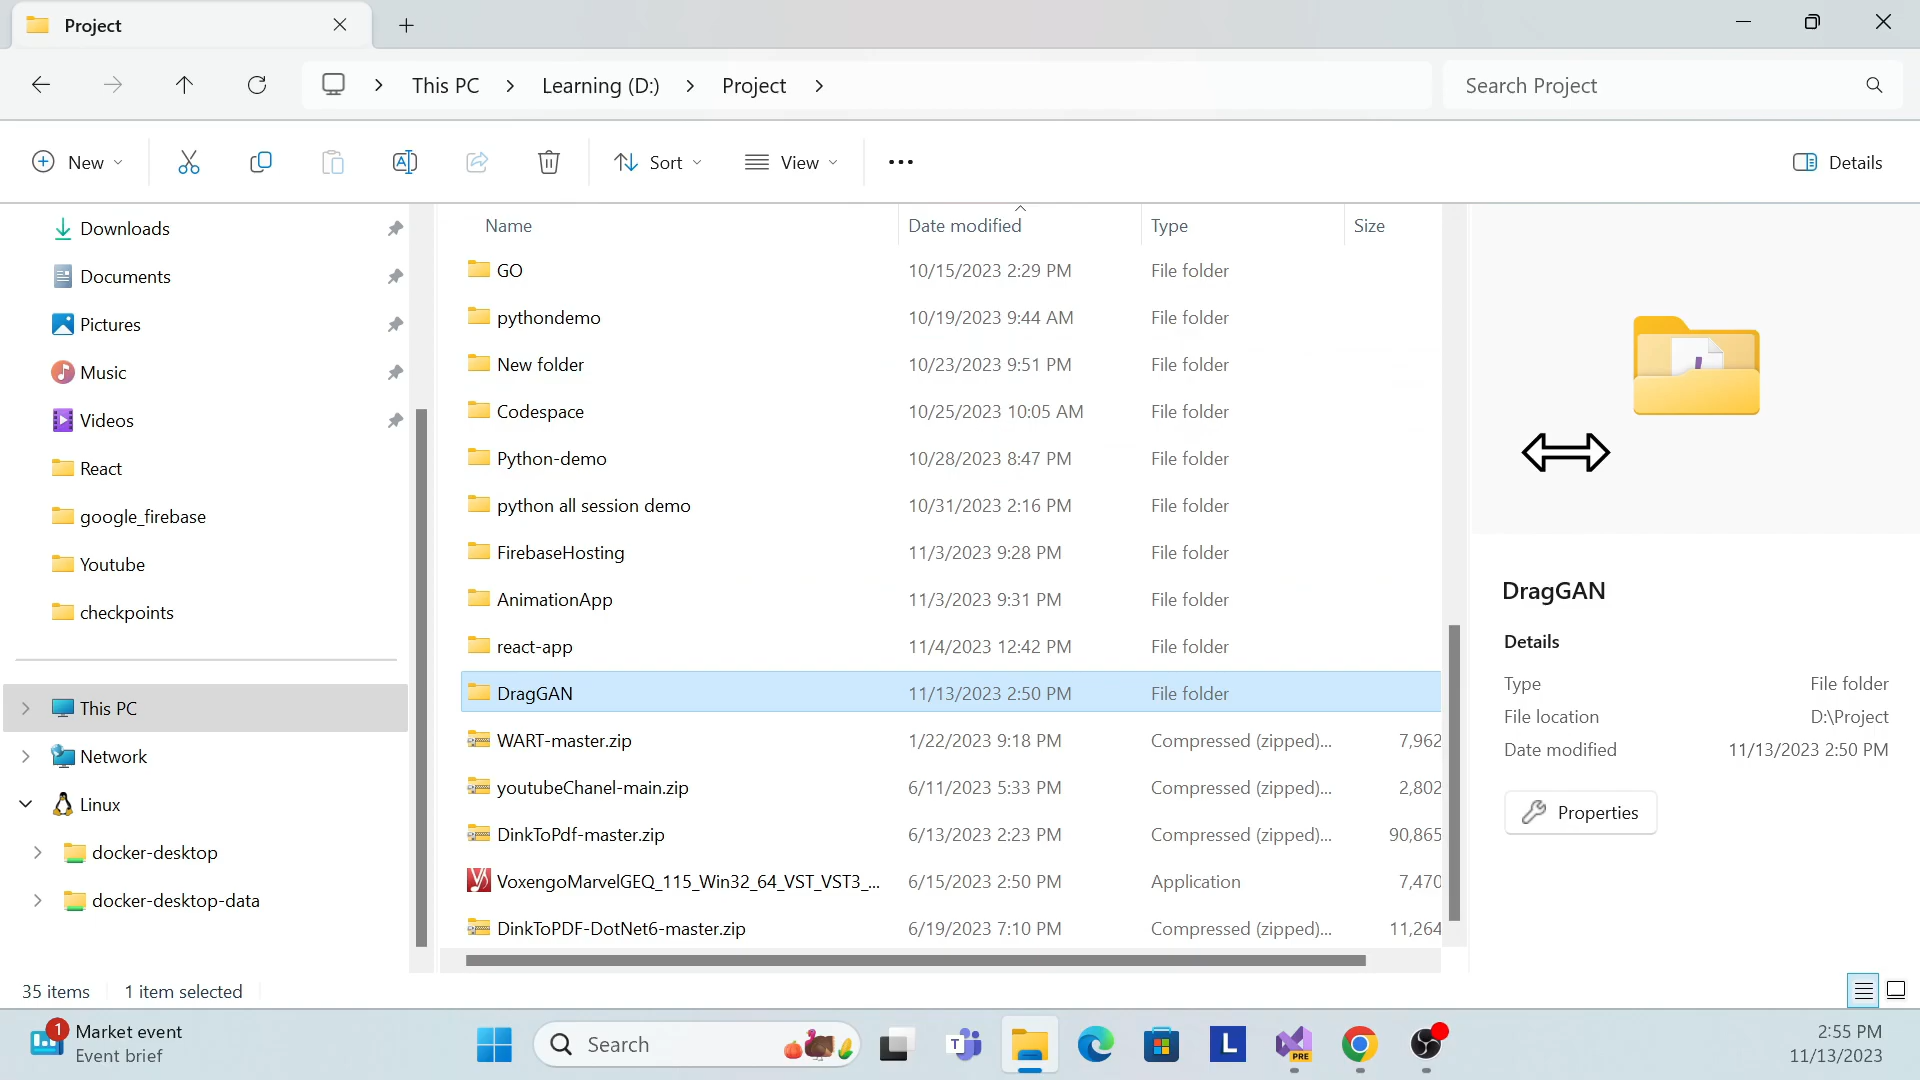 Project
This PC
Learning (D:)
Project
Search Project
New
Sort
View
Details
Downloads
Documents
Pictures
Music
Videos
React
google_firebase
Youtube
checkpoints
This PC
Network
Linux
docker-desktop
docker-desktop-data
Name Date modified Type Size
GO 10/15/2023 2:29 PM File folder
pythondemo 10/19/2023 9:44 AM File folder
New folder 10/23/2023 9:51 PM File folder
Codespace 10/25/2023 10:05 AM File folder
Python-demo 10/28/2023 8:47 PM File folder
python all session demo 10/31/2023 2:16 PM File folder
FirebaseHosting 11/3/2023 9:28 PM File folder
AnimationApp 11/3/2023 9:31 PM File folder
react-app 11/4/2023 12:42 PM File folder
DragGAN 11/13/2023 2:50 PM File folder
WART-master.zip 1/22/2023 9:18 PM Compressed (zipped)... 7,962
youtubeChanel-main.zip 6/11/2023 5:33 PM Compressed (zipped)... 2,802
DinkToPdf-master.zip 6/13/2023 2:23 PM Compressed (zipped)... 90,865
VoxengoMarvelGEQ_115_Win32_64_VST_VST3_... 6/15/2023 2:50 PM Application 7,470
DinkToPDF-DotNet6-master.zip 6/19/2023 7:10 PM Compressed (zipped)... 11,264
DragGAN
Details
Type File folder
File location D:\Project
Date modified 11/13/2023 2:50 PM
Properties
35 items 1 item selected
1
Market event
Event brief
Search
T
L
PRE
2:55 PM
11/13/2023